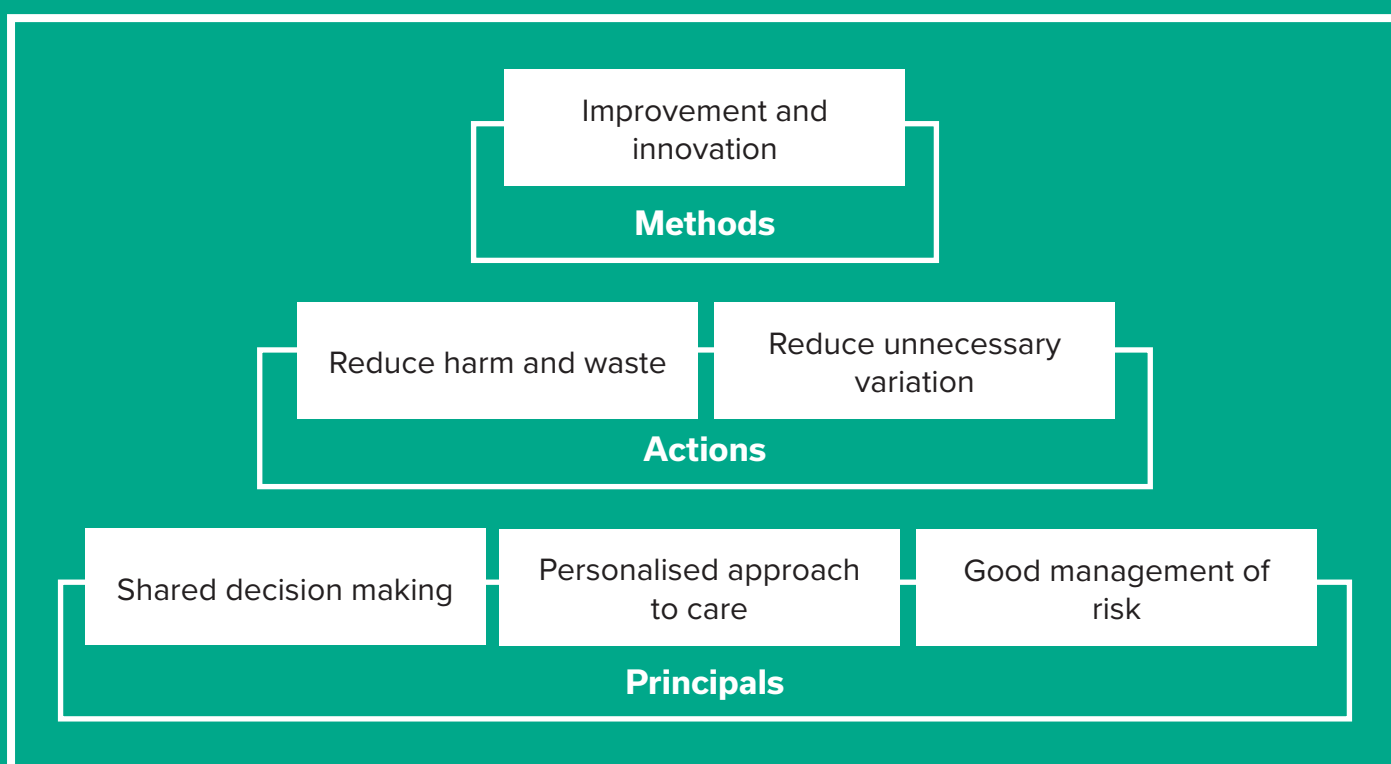 Improvement and
innovation
Methods
Reduce harm and waste
Reduce unnecessary
variation
Actions
Shared decision making
Personalised approach
to care
Good management of
risk
Principals